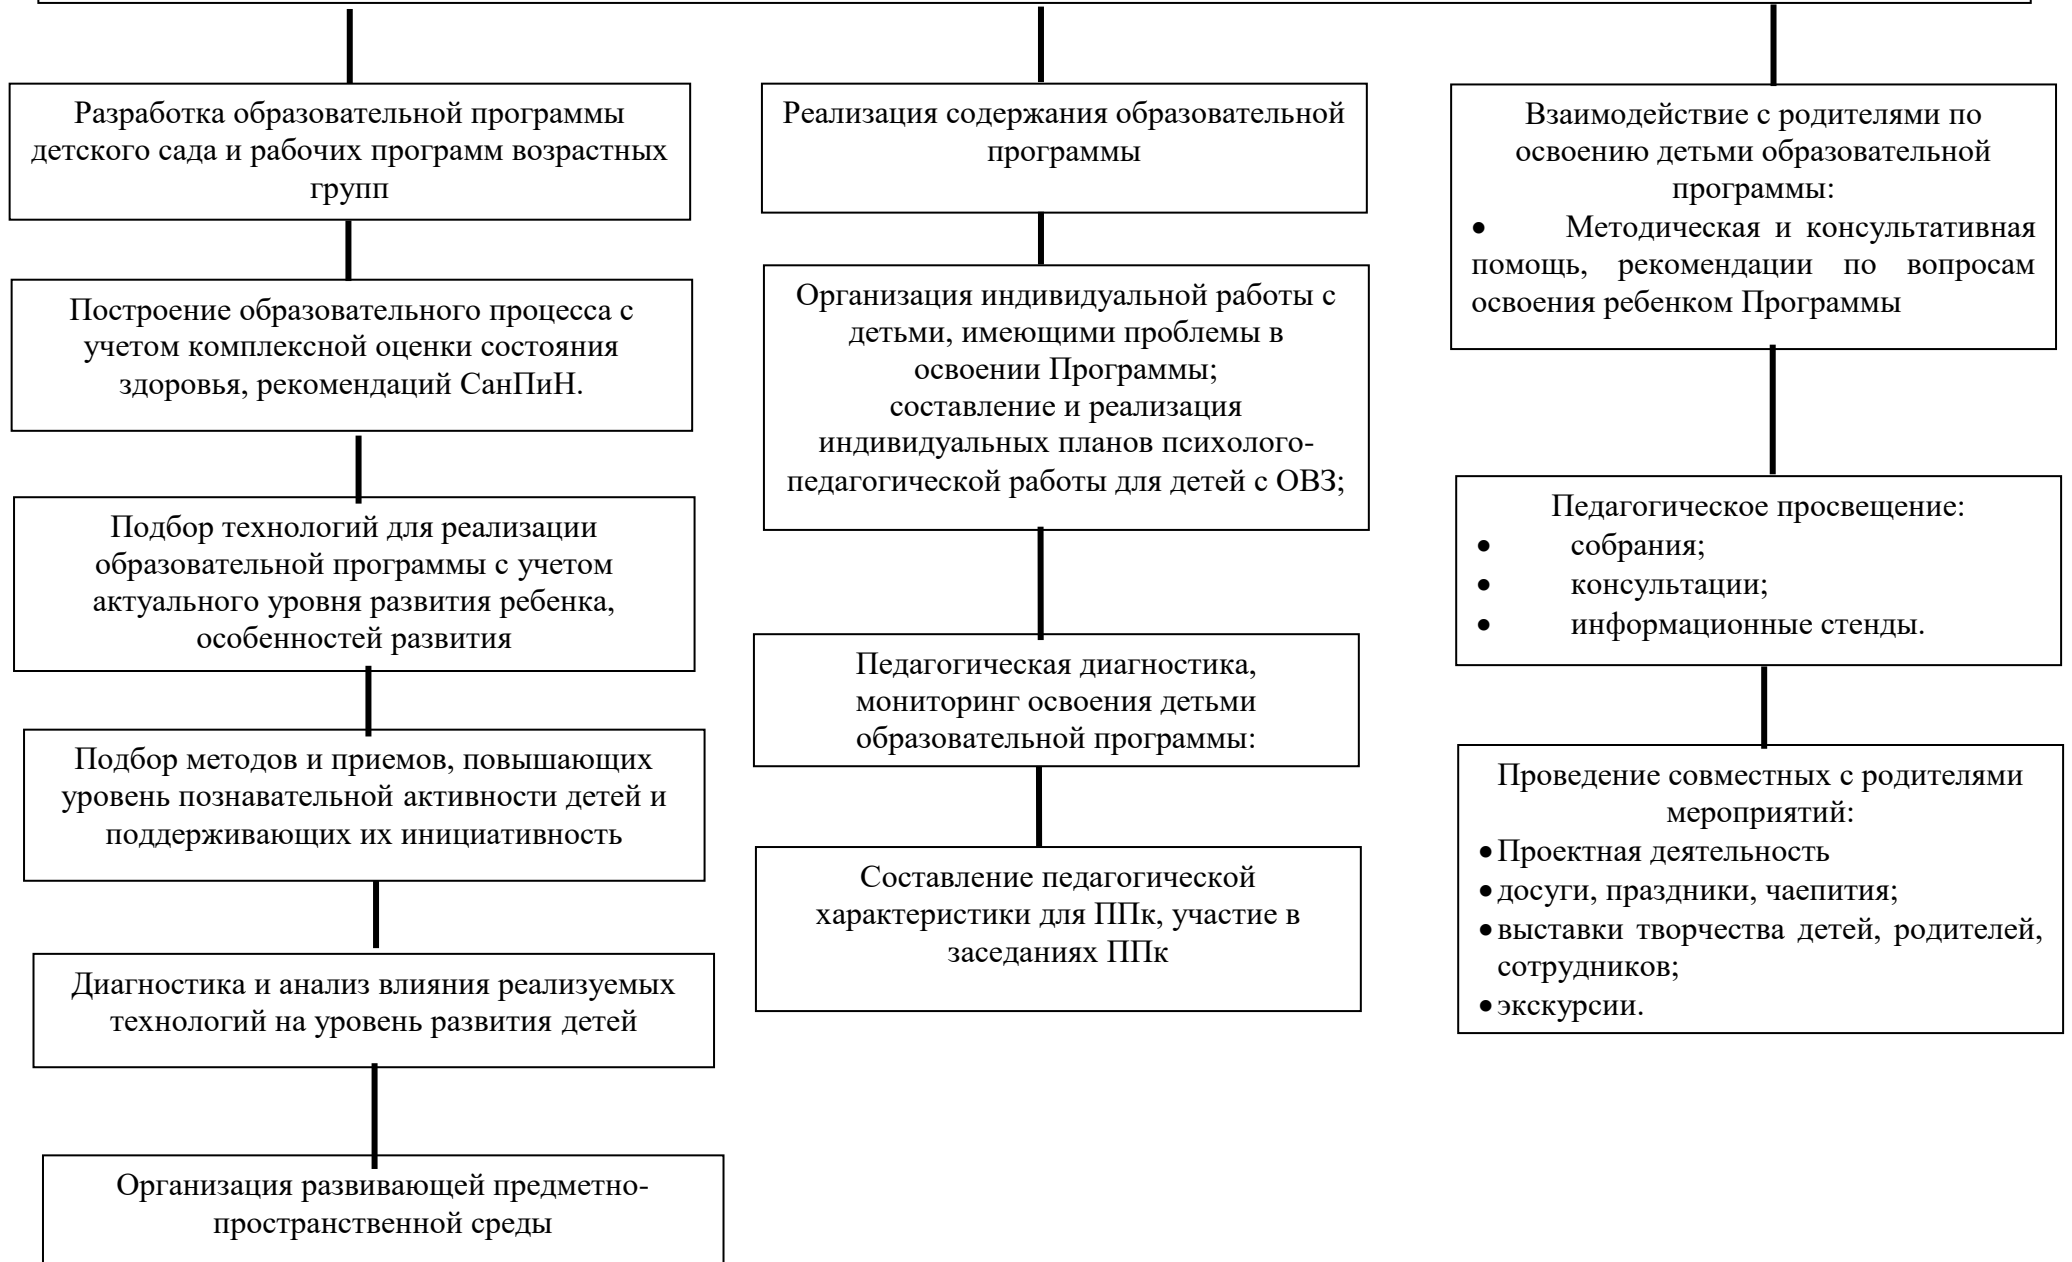 Разработка образовательной программы
детского сада и рабочих программ возрастных
групп
Построение образовательного процесса с
учетом комплексной оценки состояния
здоровья, рекомендаций СанПиН.
Подбор технологий для реализации
образовательной программы с учетом
актуального уровня развития ребенка,
особенностей развития
Подбор методов и приемов, повышающих
уровень познавательной активности детей и
поддерживающих их инициативность
Диагностика и анализ влияния реализуемых
технологий на уровень развития детей
Организация развивающей предметно-
пространственной среды
Реализация содержания образовательной
программы
Организация индивидуальной работы с
детьми, имеющими проблемы в
освоении Программы;
составление и реализация
индивидуальных планов психолого-
педагогической работы для детей с ОВЗ;
Педагогическая диагностика,
мониторинг освоения детьми
образовательной программы:
Составление педагогической
характеристики для ППк, участие в
заседаниях ППк
Взаимодействие с родителями по
освоению детьми образовательной
программы:
• Методическая и консультативная
помощь, рекомендации по вопросам
освоения ребенком Программы
Педагогическое просвещение:
• собрания;
• консультации;
• информационные стенды.
Проведение совместных с родителями
мероприятий:
• Проектная деятельность
• досуги, праздники, чаепития;
• выставки творчества детей, родителей,
сотрудников;
• экскурсии.